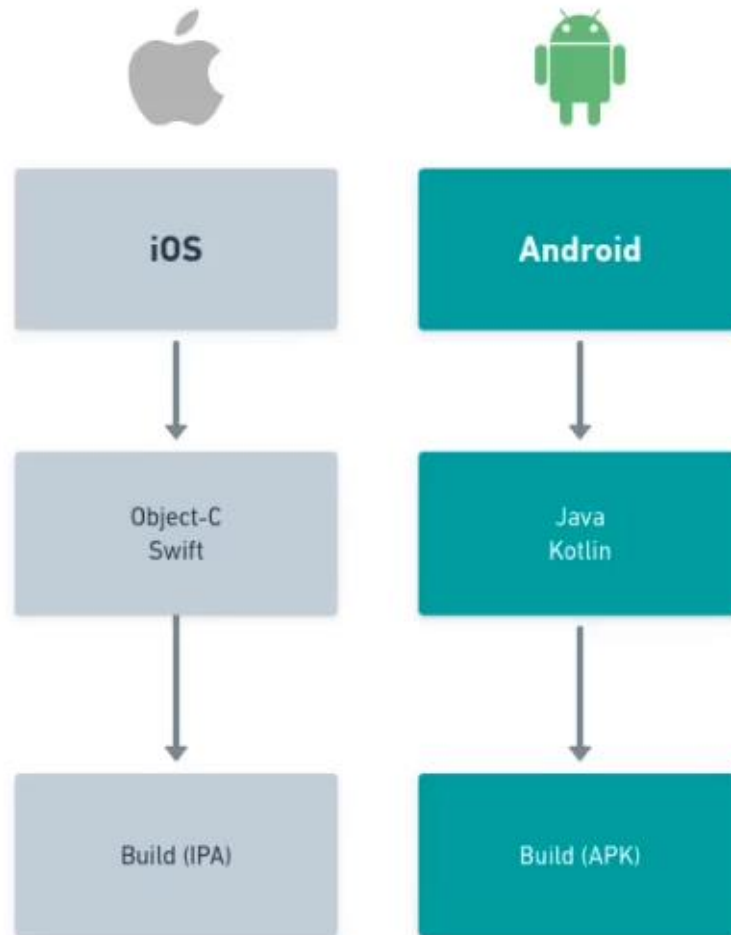 iOS
Android
Object-C
Swift
Java
Kotlin
Build (IPA)
Build (APK)